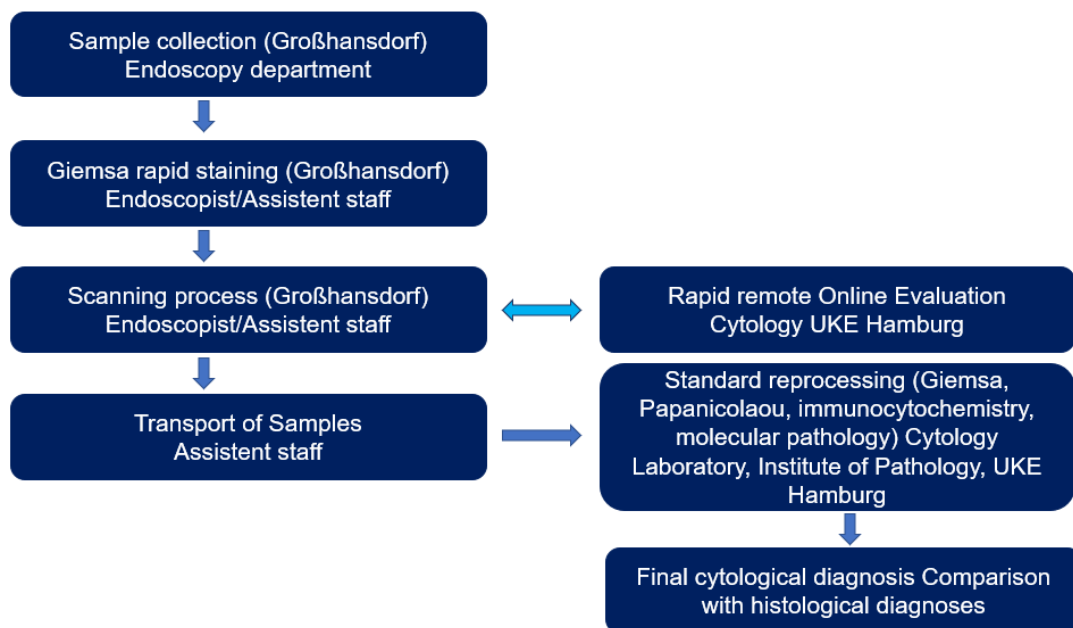 Sample collection (Großhansdorf)
Endoscopy department
Giemsa rapid staining (Großhansdorf)
Endoscopist/Assistent staff
Scanning process (Großhansdorf)
Endoscopist/Assistent staff
Rapid remote Online Evaluation
Cytology UKE Hamburg
Transport of Samples
Assistent staff
Standard reprocessing (Giemsa,
Papanicolaou, immunocytochemistry,
molecular pathology) Cytology
Laboratory, Institute of Pathology, UKE
Hamburg
Final cytological diagnosis Comparison
with histological diagnoses